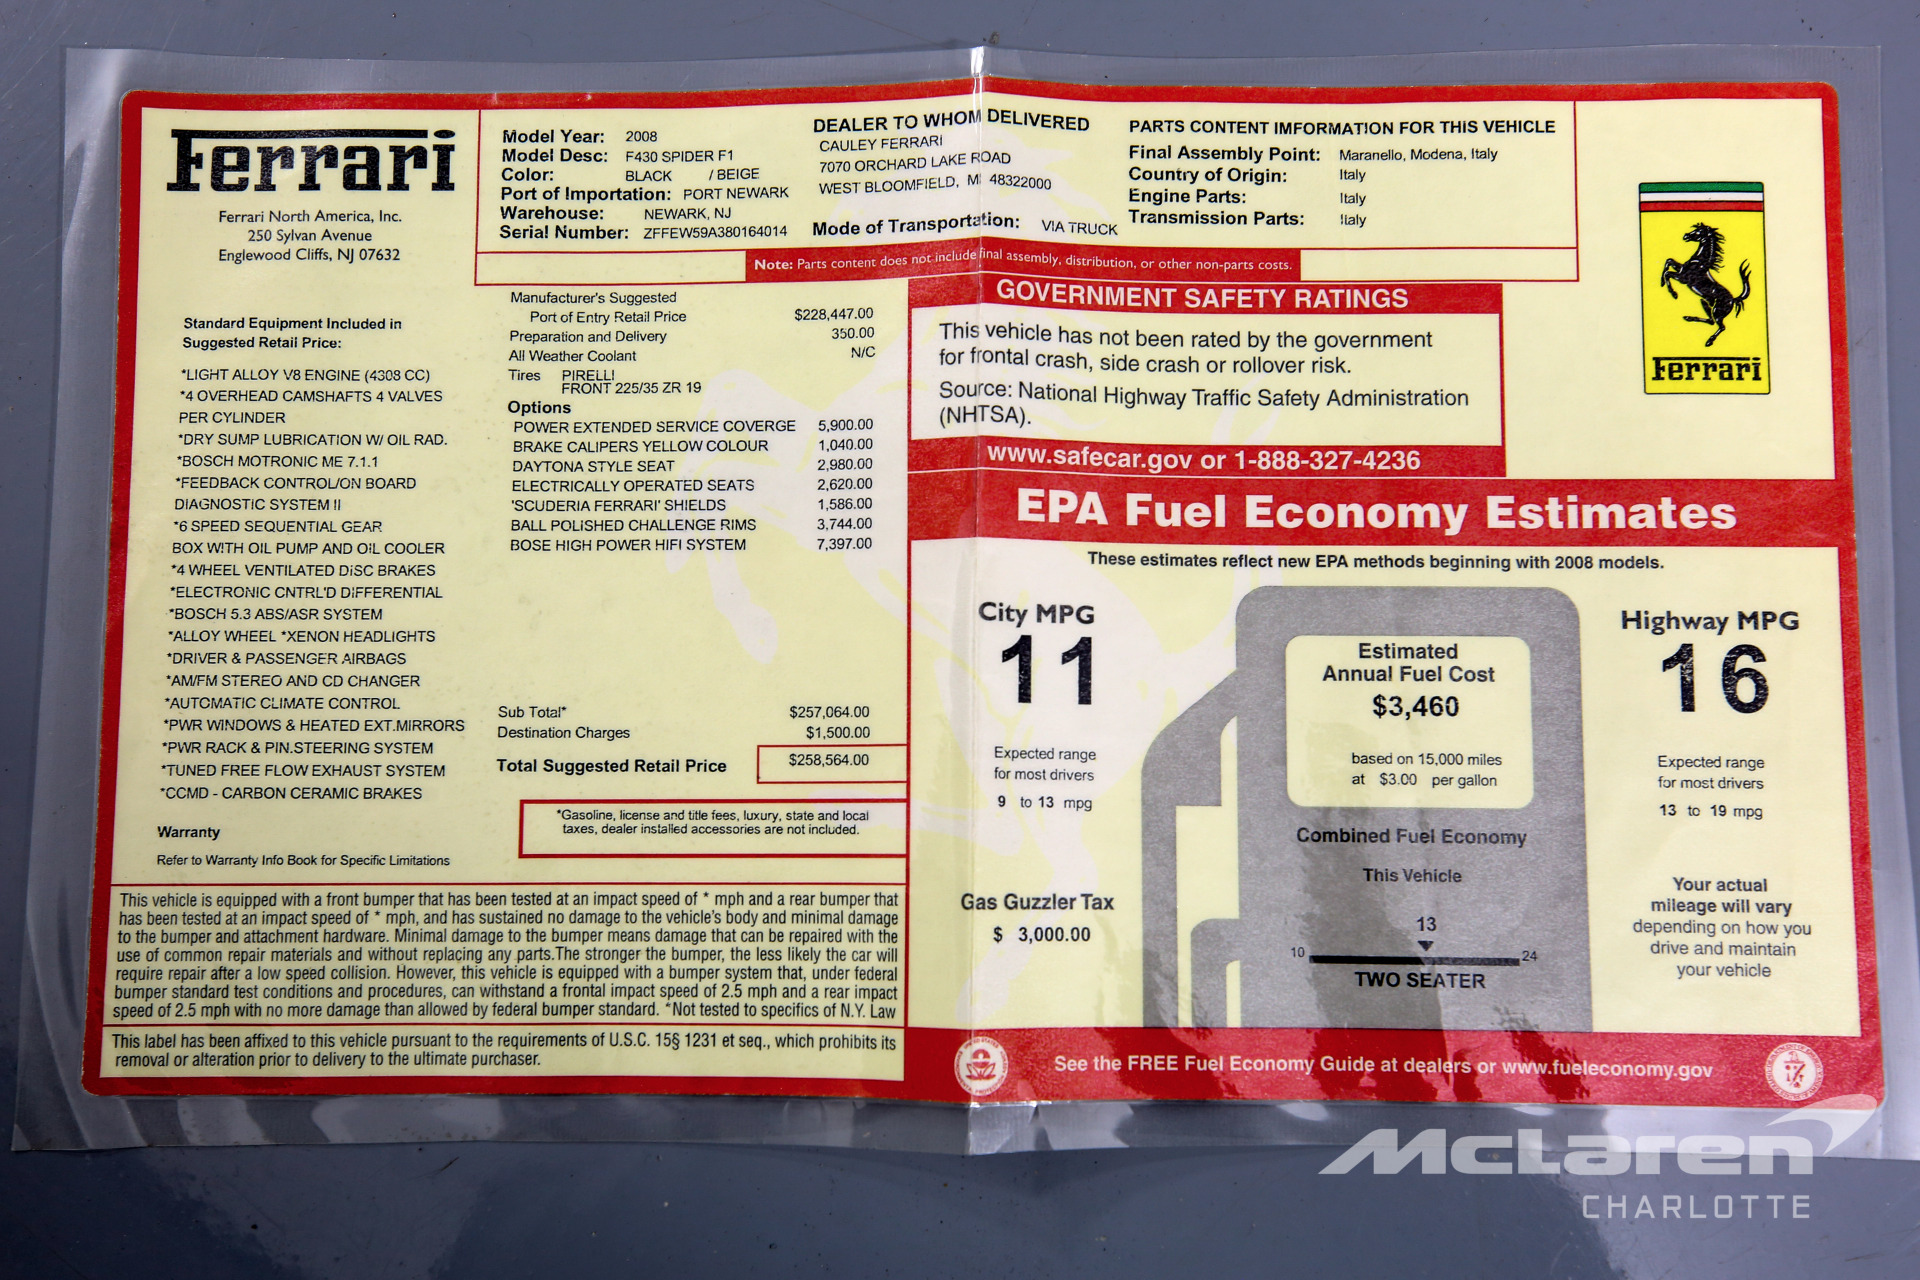 Ferrari
Ferrari North America, Inc.
250 Sylvan Avenue
Englewood Cliffs, NJ 07632
Model Year: 2008
Model Desc: F430 SPIDER F1
Color: BLACK / BEIGE
Port of Importation: PORT NEWARK
Warehouse: NEWARK, NJ
Serial Number: ZFFEW59A380164014
DEALER TO WHOM DELIVERED
CAULEY FERRARI
7070 ORCHARD LAKE ROAD
WEST BLOOMFIELD, MI 48322000
Mode of Transportation: VIA TRUCK
PARTS CONTENT IMFORMATION FOR THIS VEHICLE
Final Assembly Point: Maranello, Modena, Italy
Country of Origin: Italy
Engine Parts: Italy
Transmission Parts: Italy
Note: Parts content does not include final assembly, distribution, or other non-parts costs.
Ferrari
Standard Equipment Included in
Suggested Retail Price:
*LIGHT ALLOY V8 ENGINE (4308 CC)
*4 OVERHEAD CAMSHAFTS 4 VALVES
PER CYLINDER
*DRY SUMP LUBRICATION W/ OIL RAD.
*BOSCH MOTRONIC ME 7.1.1
*FEEDBACK CONTROL/ON BOARD
DIAGNOSTIC SYSTEM II
*6 SPEED SEQUENTIAL GEAR
BOX WITH OIL PUMP AND OIL COOLER
*4 WHEEL VENTILATED DISC BRAKES
*ELECTRONIC CNTRL'D DIFFERENTIAL
*BOSCH 5.3 ABS/ASR SYSTEM
*ALLOY WHEEL *XENON HEADLIGHTS
*DRIVER & PASSENGER AIRBAGS
*AM/FM STEREO AND CD CHANGER
*AUTOMATIC CLIMATE CONTROL
*PWR WINDOWS & HEATED EXT.MIRRORS
*PWR RACK & PIN.STEERING SYSTEM
*TUNED FREE FLOW EXHAUST SYSTEM
*CCMD - CARBON CERAMIC BRAKES
Warranty
Refer to Warranty Info Book for Specific Limitations
Manufacturer's Suggested
Port of Entry Retail Price $228,447.00
Preparation and Delivery 350.00
All Weather Coolant N/C
Tires PIRELLI
FRONT 225/35 ZR 19
Options
POWER EXTENDED SERVICE COVERGE 5,900.00
BRAKE CALIPERS YELLOW COLOUR 1,040.00
DAYTONA STYLE SEAT 2,980.00
ELECTRICALLY OPERATED SEATS 2,620.00
'SCUDERIA FERRARI' SHIELDS 1,586.00
BALL POLISHED CHALLENGE RIMS 3,744.00
BOSE HIGH POWER HIFI SYSTEM 7,397.00
Sub Total* $257,064.00
Destination Charges $1,500.00
Total Suggested Retail Price $258,564.00
*Gasoline, license and title fees, luxury, state and local
taxes, dealer installed accessories are not included.
This vehicle is equipped with a front bumper that has been tested at an impact speed of * mph and a rear bumper that
has been tested at an impact speed of * mph, and has sustained no damage to the vehicle's body and minimal damage
to the bumper and attachment hardware. Minimal damage to the bumper means damage that can be repaired with the
use of common repair materials and without replacing any parts.The stronger the bumper, the less likely the car will
require repair after a low speed collision. However, this vehicle is equipped with a bumper system that, under federal
bumper standard test conditions and procedures, can withstand a frontal impact speed of 2.5 mph and a rear impact
speed of 2.5 mph with no more damage than allowed by federal bumper standard. *Not tested to specifics of N.Y. Law
This label has been affixed to this vehicle pursuant to the requirements of U.S.C. 15§ 1231 et seq., which prohibits its
removal or alteration prior to delivery to the ultimate purchaser.
GOVERNMENT SAFETY RATINGS
This vehicle has not been rated by the government
for frontal crash, side crash or rollover risk.
Source: National Highway Traffic Safety Administration
(NHTSA).
www.safecar.gov or 1-888-327-4236
EPA Fuel Economy Estimates
These estimates reflect new EPA methods beginning with 2008 models.
City MPG
11
Expected range
for most drivers
9 to 13 mpg
Gas Guzzler Tax
$ 3,000.00
Estimated
Annual Fuel Cost
$3,460
based on 15,000 miles
at $3.00 per gallon
Combined Fuel Economy
This Vehicle
13
10 24
TWO SEATER
Highway MPG
16
Expected range
for most drivers
13 to 19 mpg
Your actual
mileage will vary
depending on how you
drive and maintain
your vehicle
See the FREE Fuel Economy Guide at dealers or www.fueleconomy.gov
McLaren
CHARLOTTE